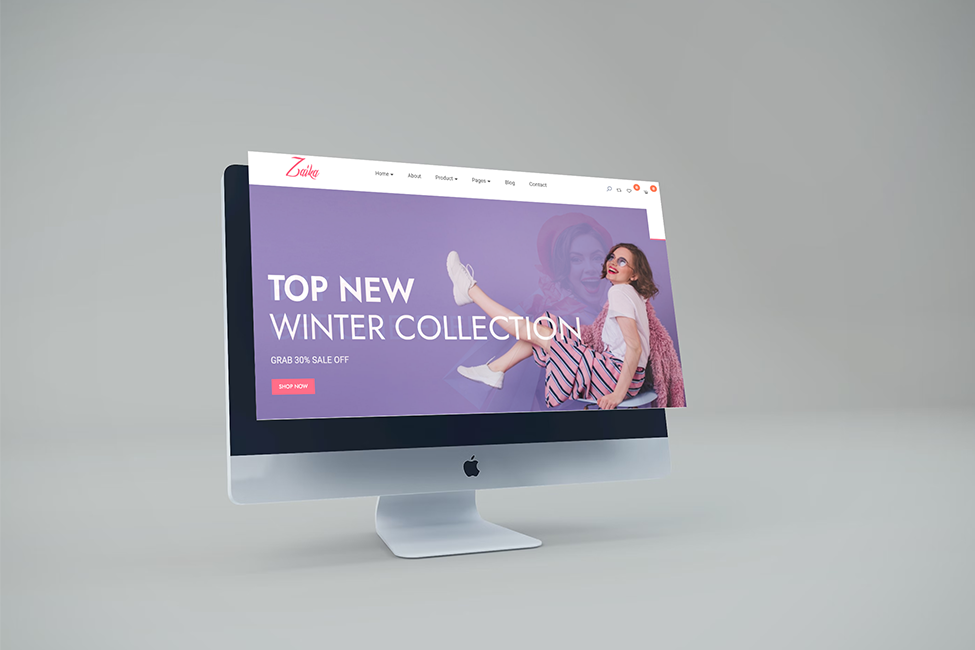 Zaika
Home About Product Pages Blog Contact
TOP NEW
WINTER COLLECTION
GRAB 30% SALE OFF
SHOP NOW